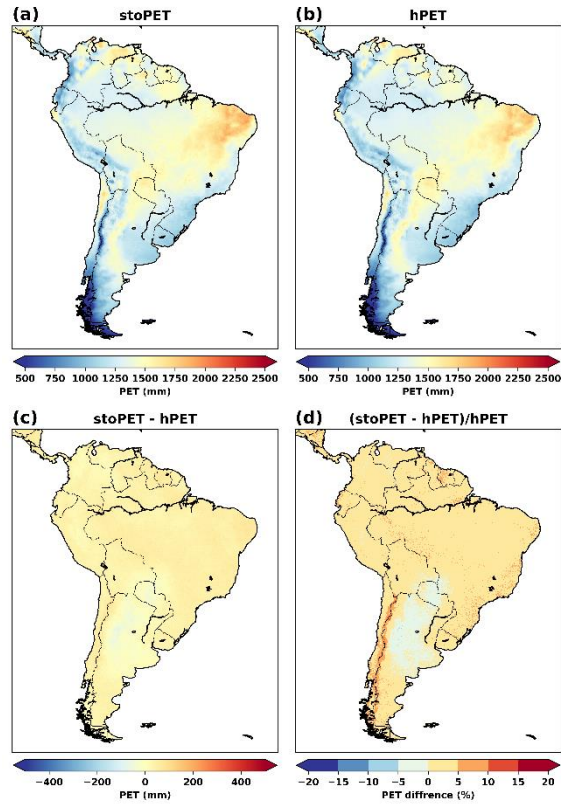 (a) stoPET
(b) hPET
500 750 1000 1250 1500 1750 2000 2250 2500
PET (mm)
500 750 1000 1250 1500 1750 2000 2250 2500
PET (mm)
(c) stoPET - hPET
(d) (stoPET - hPET)/hPET
−400 −200 0 200 400
PET (mm)
−20 −15 −10 −5 0 5 10 15 20
PET diffrence (%)